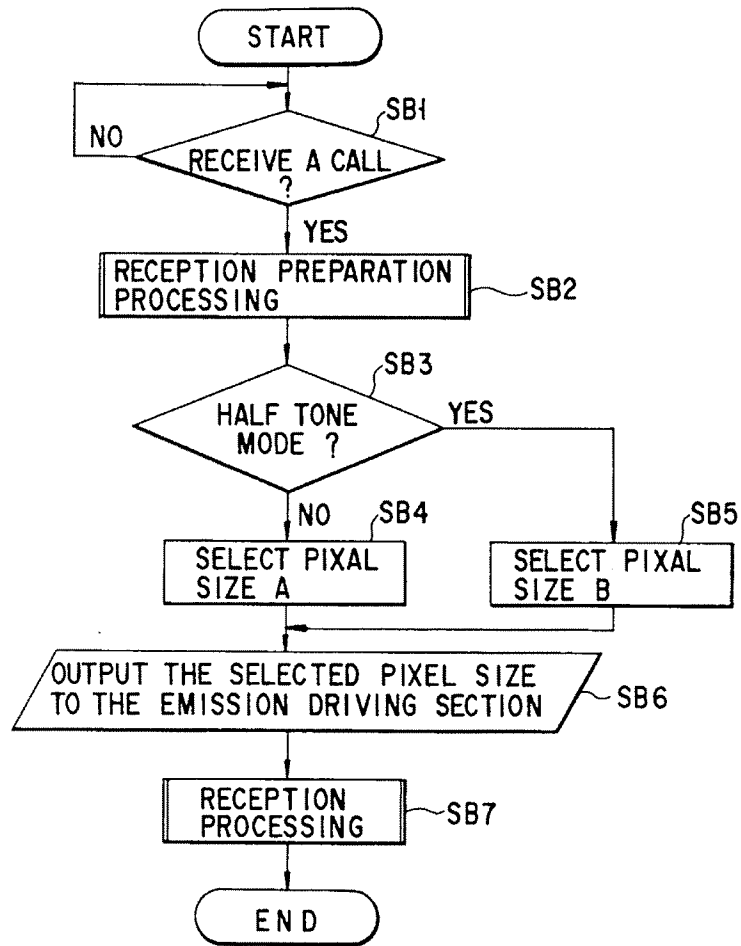 START
SB1
NO
RECEIVE A CALL
?
YES
RECEPTION PREPARATION
PROCESSING
SB2
SB3
HALF TONE
MODE ?
YES
NO
SB4
SB5
SELECT PIXAL
SIZE A
SELECT PIXAL
SIZE B
OUTPUT THE SELECTED PIXEL SIZE
TO THE EMISSION DRIVING SECTION
SB6
RECEPTION
PROCESSING
SB7
END